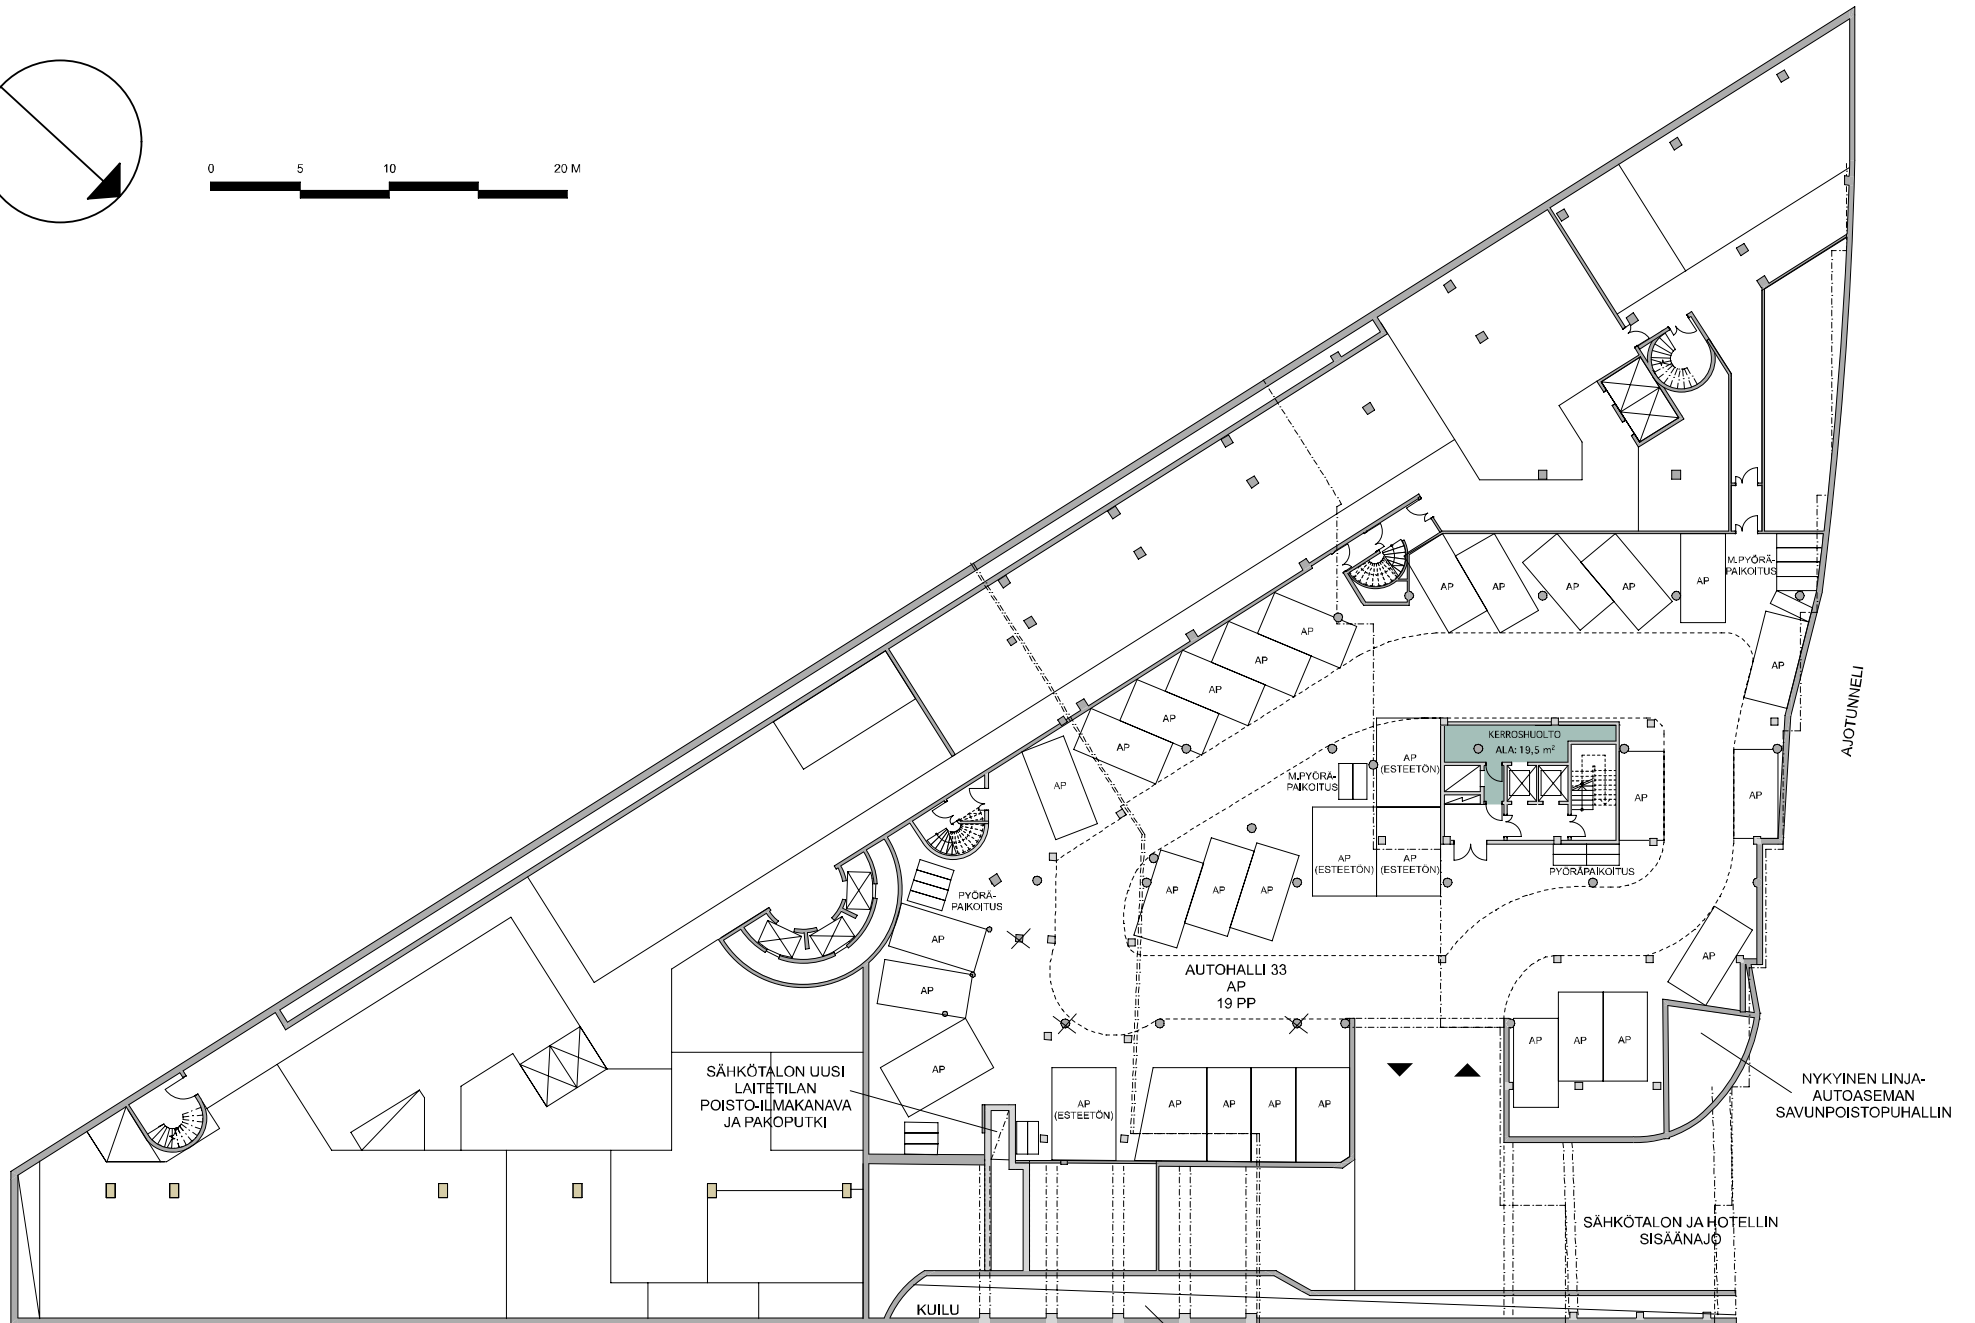 0 5 10 20 M
M.PYÖRÄ-
PAIKOITUS
AP AP AP AP AP
AP
AP
AP
AP
AP
AP
AP
AP
AJOTUNNELI
KERROSHUOLTO
ALA: 19,5 m²
AP
(ESTEETÖN)
M.PYÖRÄ-
PAIKOITUS
AP
AP
AP
(ESTEETÖN)
AP
(ESTEETÖN)
PYÖRÄPAIKOITUS
AP AP AP
PYÖRÄ-
PAIKOITUS
AP
AP
AP
AP
AUTOHALLI 33
AP
19 PP
AP AP AP
SÄHKÖTALON UUSI
LAITETILAN
POISTO-ILMAKANAVA
JA PAKOPUTKI
AP
(ESTEETÖN)
AP AP AP AP
NYKYINEN LINJA-
AUTOASEMAN
SAVUNPOISTOPUHALLIN
SÄHKÖTALON JA HOTELLIN
SISÄÄNAJO
KUILU